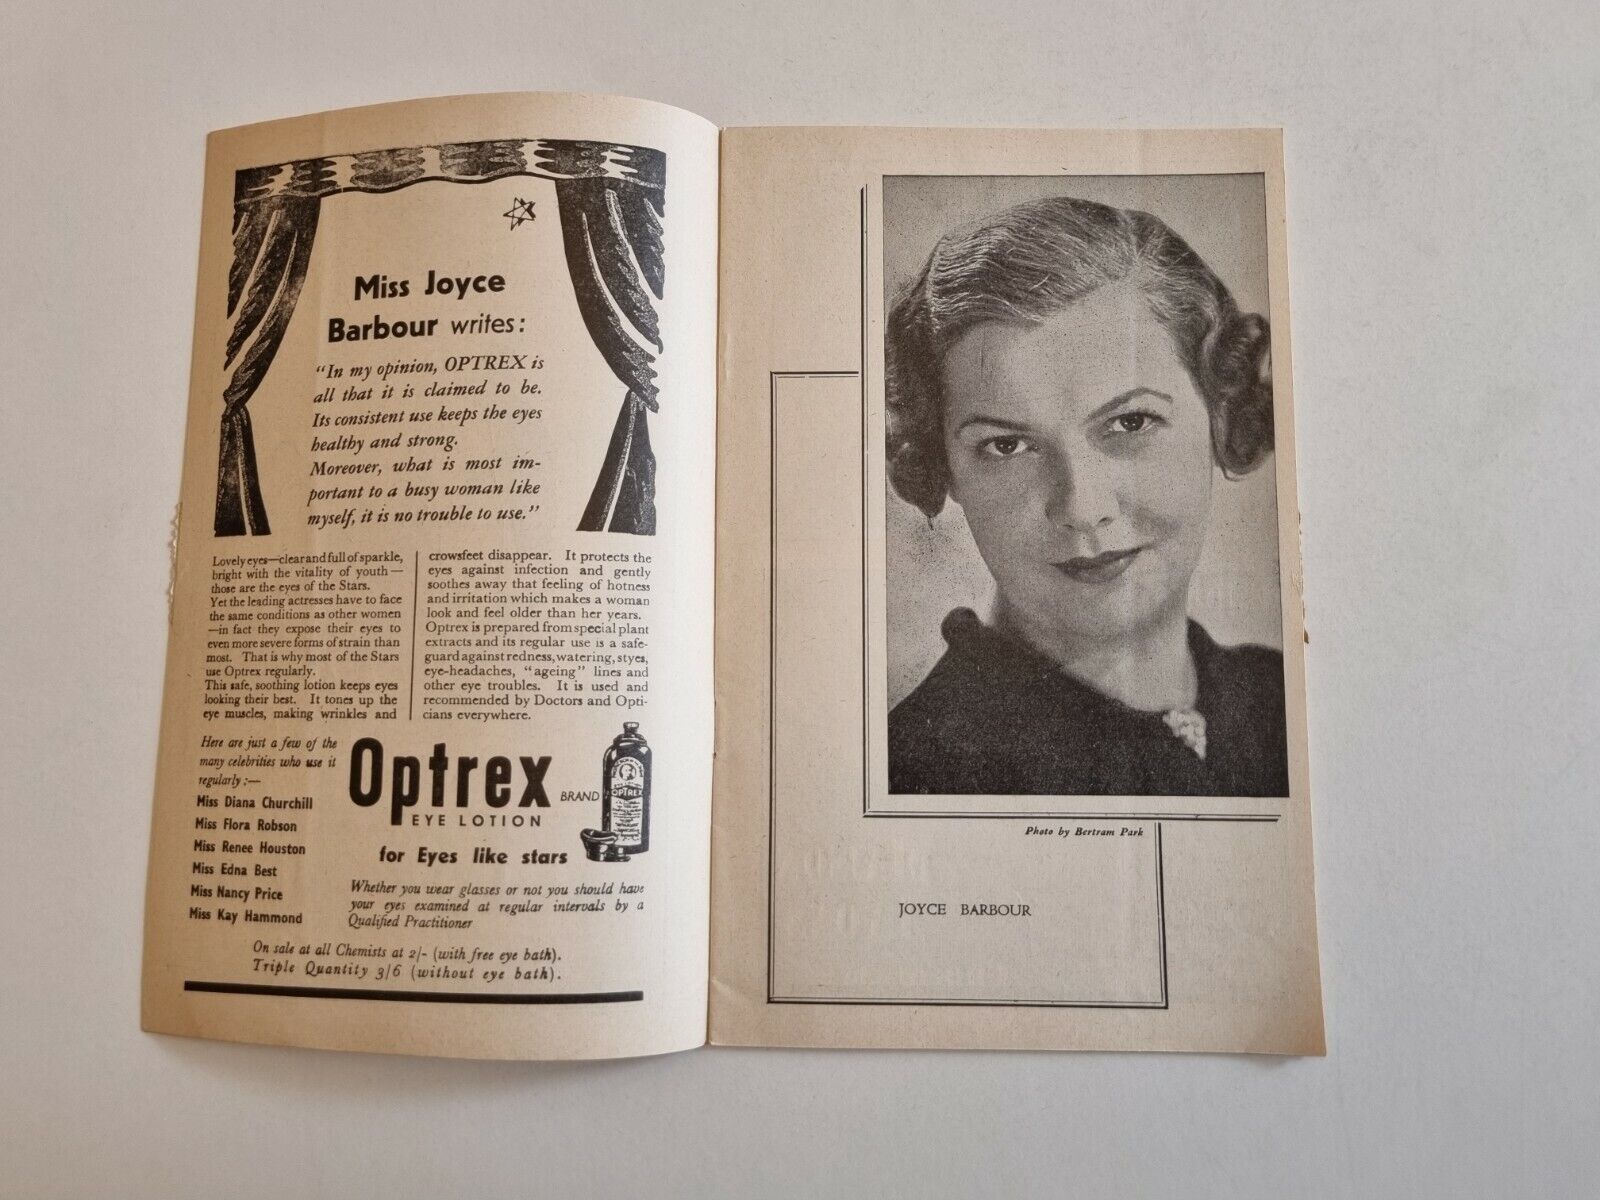 Miss Joyce
Barbour writes:
"In my opinion, OPTREX is
all that it is claimed to be.
Its consistent use keeps the eyes
healthy and strong.
Moreover, what is most im-
portant to a busy woman like
myself, it is no trouble to use."
Lovely eyes—clear and full of sparkle,
bright with the vitality of youth—
those are the eyes of the Stars.
Yet the leading actresses have to face
the same conditions as other women
—in fact they expose their eyes to
even more severe forms of strain than
most. That is why most of the Stars
use Optrex regularly.
This safe, soothing lotion keeps eyes
looking their best. It tones up the
eye muscles, making wrinkles and
crowsfeet disappear. It protects the
eyes against infection and gently
soothes away that feeling of hotness
and irritation which makes a woman
look and feel older than her years.
Optrex is prepared from special plant
extracts and its regular use is a safe-
guard against redness, watering, styes,
eye-headaches, "ageing" lines and
other eye troubles. It is used and
recommended by Doctors and Opti-
cians everywhere.
Here are just a few of the
many celebrities who use it
regularly:—
Miss Diana Churchill
Miss Flora Robson
Miss Renee Houston
Miss Edna Best
Miss Nancy Price
Miss Kay Hammond
Optrex
BRAND
EYE LOTION
OPTREX
for Eyes like stars
Whether you wear glasses or not you should have
your eyes examined at regular intervals by a
Qualified Practitioner
On sale at all Chemists at 2/- (with free eye bath).
Triple Quantity 3/6 (without eye bath).
Photo by Bertram Park
JOYCE BARBOUR